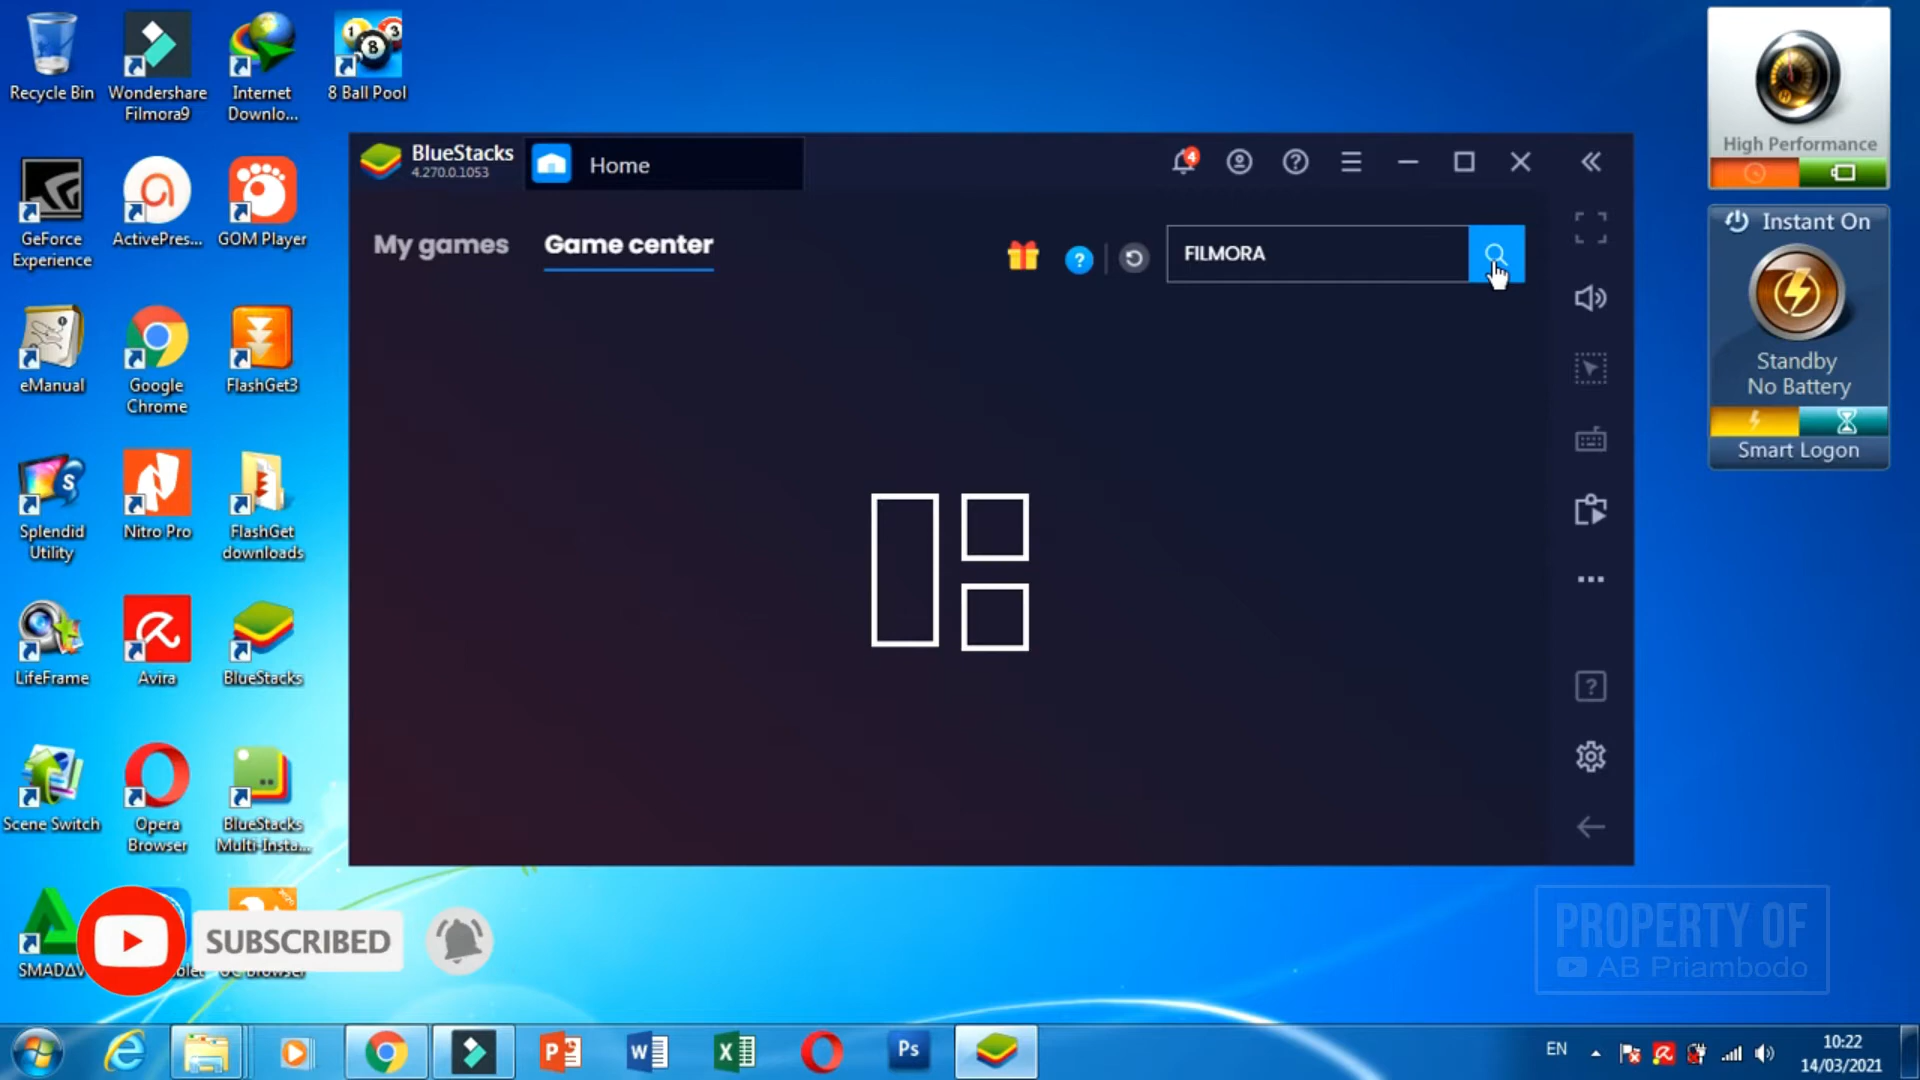 Recycle Bin
Wondershare
Filmora9
Internet
Downlo...
8 Ball Pool
GeForce
Experience
ActivePres...
GOM Player
eManual
Google
Chrome
FlashGet3
Splendid
Utility
Nitro Pro
FlashGet
downloads
LifeFrame
Avira
BlueStacks
Scene Switch
Opera
Browser
BlueStacks
Multi-Insta...
BlueStacks
4.270.0.1053
Home
4
My games
Game center
FILMORA
High Performance
Instant On
Standby
No Battery
Smart Logon
SUBSCRIBED
PROPERTY OF
AB Priambodo
EN
10:22
14/03/2021